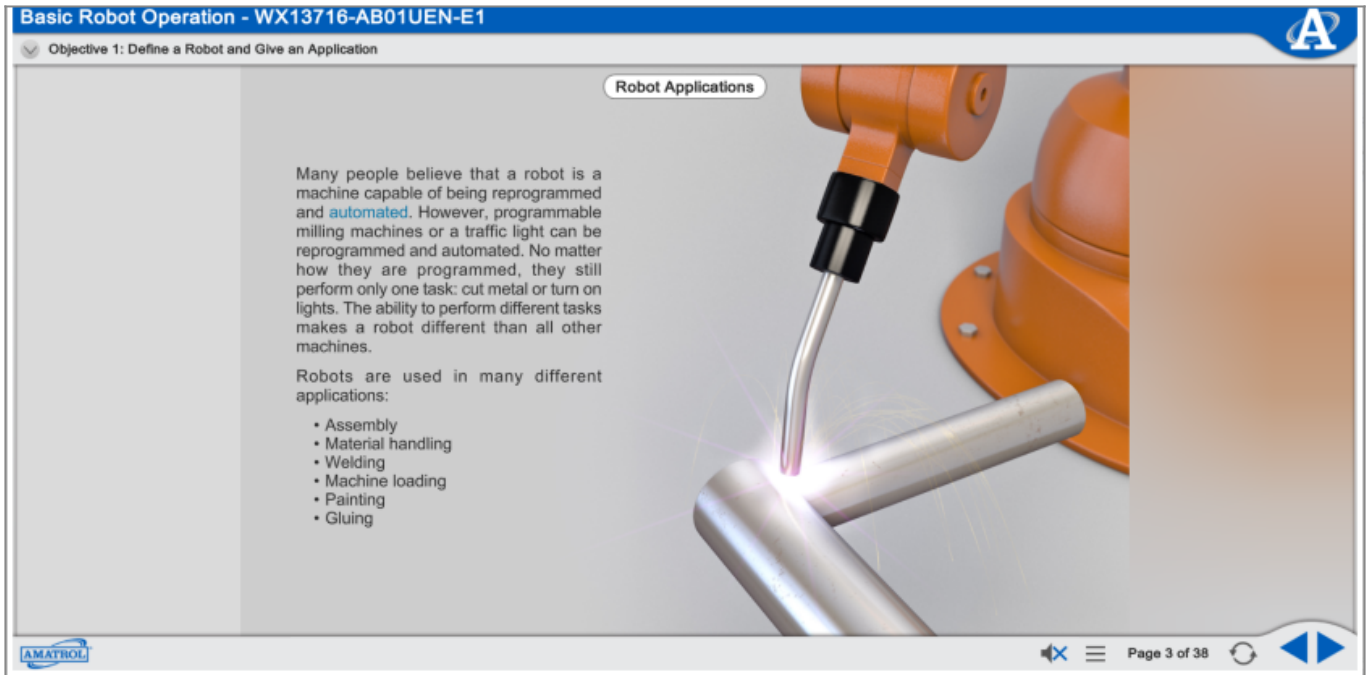 Basic Robot Operation - WX13716-AB01UEN-E1
Objective 1: Define a Robot and Give an Application
A
Robot Applications
Many people believe that a robot is a
machine capable of being reprogrammed
and automated. However, programmable
milling machines or a traffic light can be
reprogrammed and automated. No matter
how they are programmed, they still
perform only one task: cut metal or turn on
lights. The ability to perform different tasks
makes a robot different than all other
machines.
Robots are used in many different
applications:
• Assembly
• Material handling
• Welding
• Machine loading
• Painting
• Gluing
AMATROL
Page 3 of 38